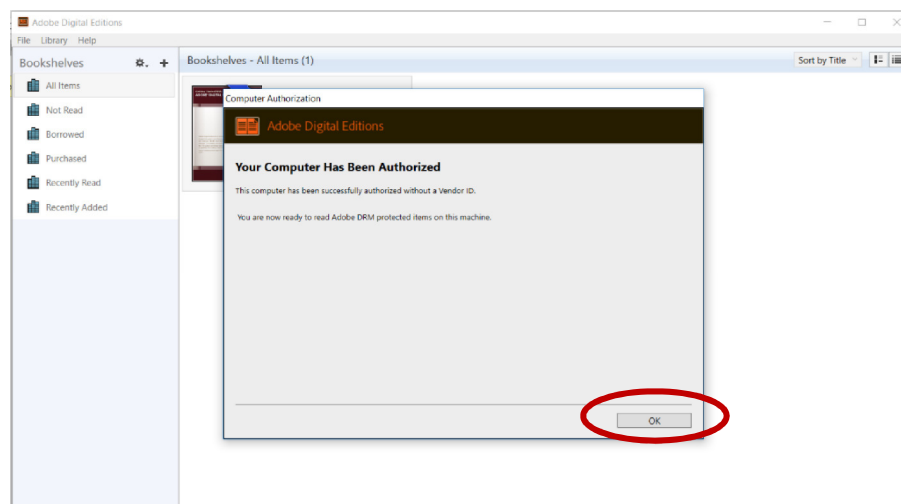 Adobe Digital Editions
File Library Help
Bookshelves
Bookshelves - All Items (1)
Sort by Title
All Items
Not Read
Borrowed
Purchased
Recently Read
Recently Added
Computer Authorization
Adobe Digital Editions
Your Computer Has Been Authorized
This computer has been successfully authorized without a Vendor ID.
You are now ready to read Adobe DRM protected items on this machine.
OK